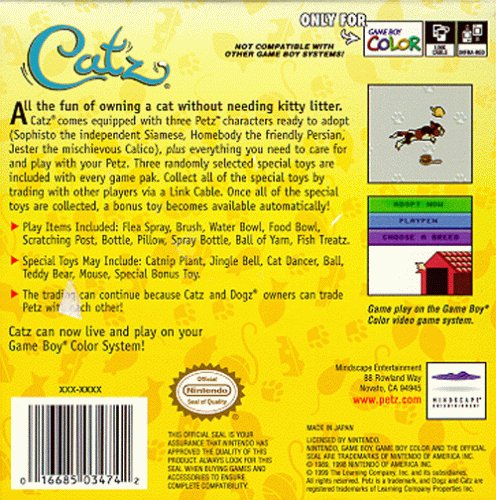 Catz®
ONLY FOR
GAME BOY
COLOR
LINK
CABLE
INFRA-RED
NOT COMPATIBLE WITH
OTHER GAME BOY SYSTEMS!
All the fun of owning a cat without needing kitty litter.
Catz® comes equipped with three Petz™ characters ready to adopt
(Sophisto the independent Siamese, Homebody the friendly Persian,
Jester the mischievous Calico), plus everything you need to care for
and play with your Petz. Three randomly selected special toys are
included with every game pak. Collect all of the special toys by
trading with other players via a Link Cable. Once all of the special
toys are collected, a bonus toy becomes available automatically!
Play Items Included: Flea Spray, Brush, Water Bowl, Food Bowl,
Scratching Post, Bottle, Pillow, Spray Bottle, Ball of Yarn, Fish Treatz.
Special Toys May Include: Catnip Plant, Jingle Bell, Cat Dancer, Ball,
Teddy Bear, Mouse, Special Bonus Toy.
The trading can continue because Catz and Dogz® owners can trade
Petz with each other!
Catz can now live and play on your
Game Boy® Color System!
ADOPT NOW
PLAYPEN
CHOOSE A BREED
Game play on the Game Boy®
Color video game system.
xxx-xxxx
0 16685 03474 2
Official
Nintendo
Seal of Quality
THIS OFFICIAL SEAL IS YOUR
ASSURANCE THAT NINTENDO HAS
APPROVED THE QUALITY OF THIS
PRODUCT. ALWAYS LOOK FOR THIS
SEAL WHEN BUYING GAMES AND
ACCESSORIES TO ENSURE
COMPLETE COMPATIBILITY.
Mindscape Entertainment
88 Rowland Way
Novato, CA 94945
www.petz.com
MINDSCAPE
ENTERTAINMENT
MADE IN JAPAN
LICENSED BY NINTENDO.
NINTENDO, GAME BOY, GAME BOY COLOR AND THE OFFICIAL
SEAL ARE TRADEMARKS OF NINTENDO OF AMERICA INC.
© 1989, 1998 NINTENDO OF AMERICA INC.
© 1999 The Learning Company, Inc. and its subsidiaries.
All rights reserved. Petz is a trademark, and Dogz and Catz are
registered trademarks of Learning Company Properties Inc.